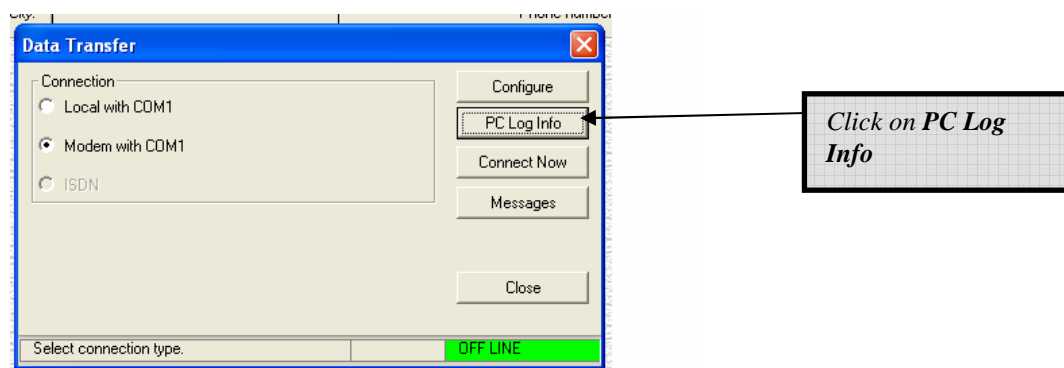 City:
Phone number
Data Transfer
Connection
Local with COM1
Modem with COM1
ISDN
Configure
PC Log Info
Connect Now
Messages
Close
Select connection type.
OFF LINE
Click on PC Log
Info